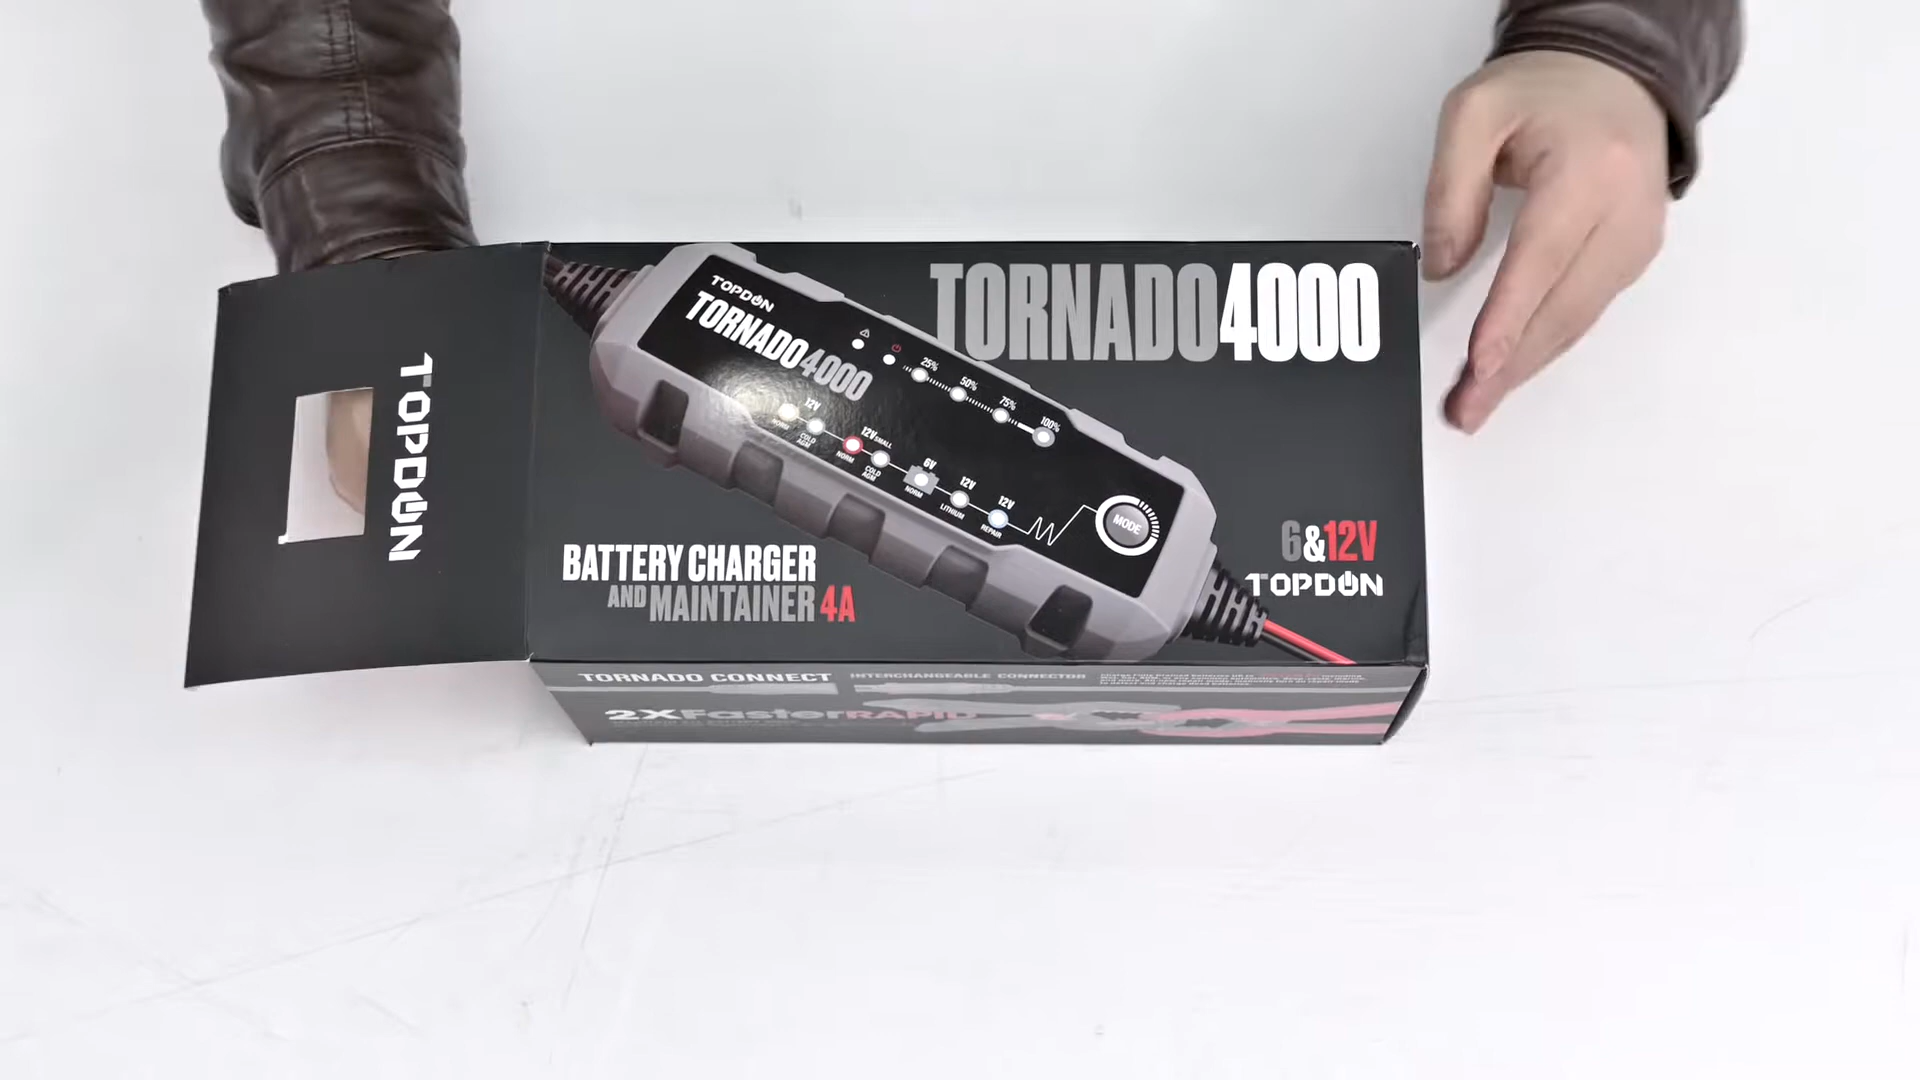 TOPDON
TORNADO4000
TOPDON
TORNADO4000
25%
50%
75%
100%
12V
NORM
COLD
AGM
12V SMALL
NORM
COLD
AGM
6V
NORM
12V
LITHIUM
12V
REPAIR
MODE
BATTERY CHARGER
AND MAINTAINER 4A
6&12V
TOPDON
TORNADO CONNECT
INTERCHANGEABLE CONNECTOR
2XFasterRAPID